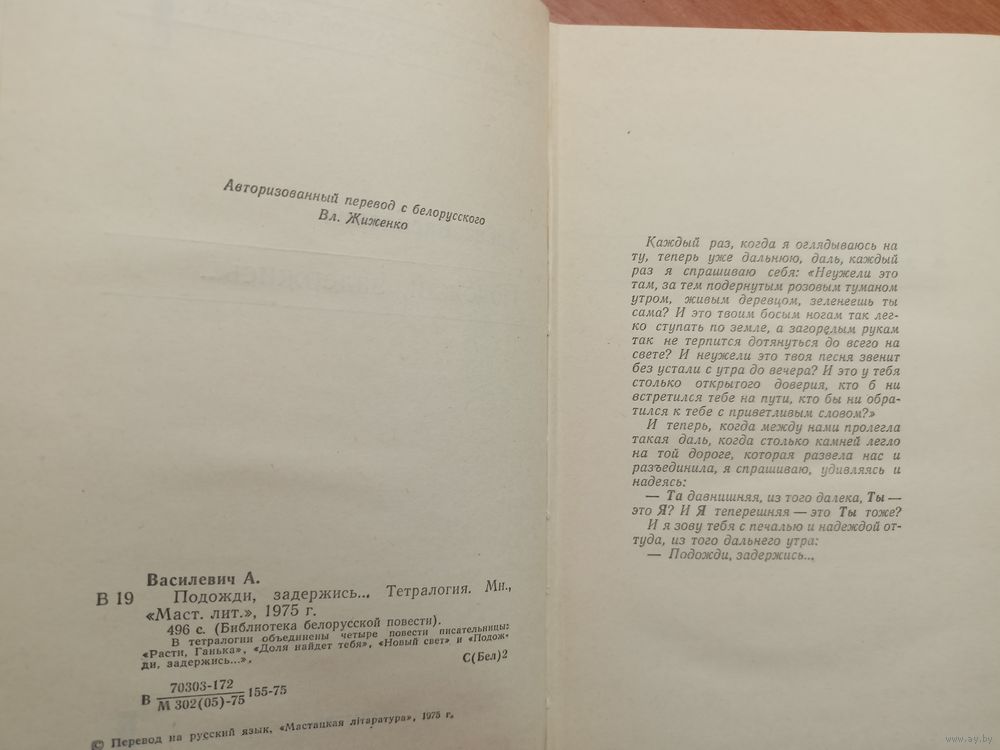 Авторизованный перевод с белорусского
Вл. Жиженко
Василевич А.
В 19 Подожди, задержись... Тетралогия. Мн.,
«Маст. лит.», 1975 г.
496 с. (Библиотека белорусской повести).
В тетралогии объединены четыре повести писательницы:
«Расти, Ганька», «Доля найдет тебя», «Новый свет» и «Подож-
ди, задержись...».
С(Бел)2
В 70303-172 155-75
М 302(05)-75
© Перевод на русский язык, «Мастацкая літаратура», 1975 г.
Каждый раз, когда я оглядываюсь на
ту, теперь уже дальнюю, даль, каждый
раз я спрашиваю себя: «Неужели это
там, за тем подернутым розовым туманом
утром, живым деревцом, зеленеешь ты
сама? И это твоим босым ногам так лег-
ко ступать по земле, а загорелым рукам
так не терпится дотянуться до всего на
свете? И неужели это твоя песня звенит
без устали с утра до вечера? И это у тебя
столько открытого доверия, кто б ни
встретился тебе на пути, кто бы ни обра-
тился к тебе с приветливым словом?»
И теперь, когда между нами пролегла
такая даль, когда столько камней легло
на той дороге, которая развела нас и
разъединила, я спрашиваю, удивляясь и
надеясь:
— Та давнишняя, из того далека, Ты —
это Я? И Я теперешняя — это Ты тоже?
И я зову тебя с печалью и надеждой от-
туда, из того дальнего утра:
— Подожди, задержись...
www.ay.by